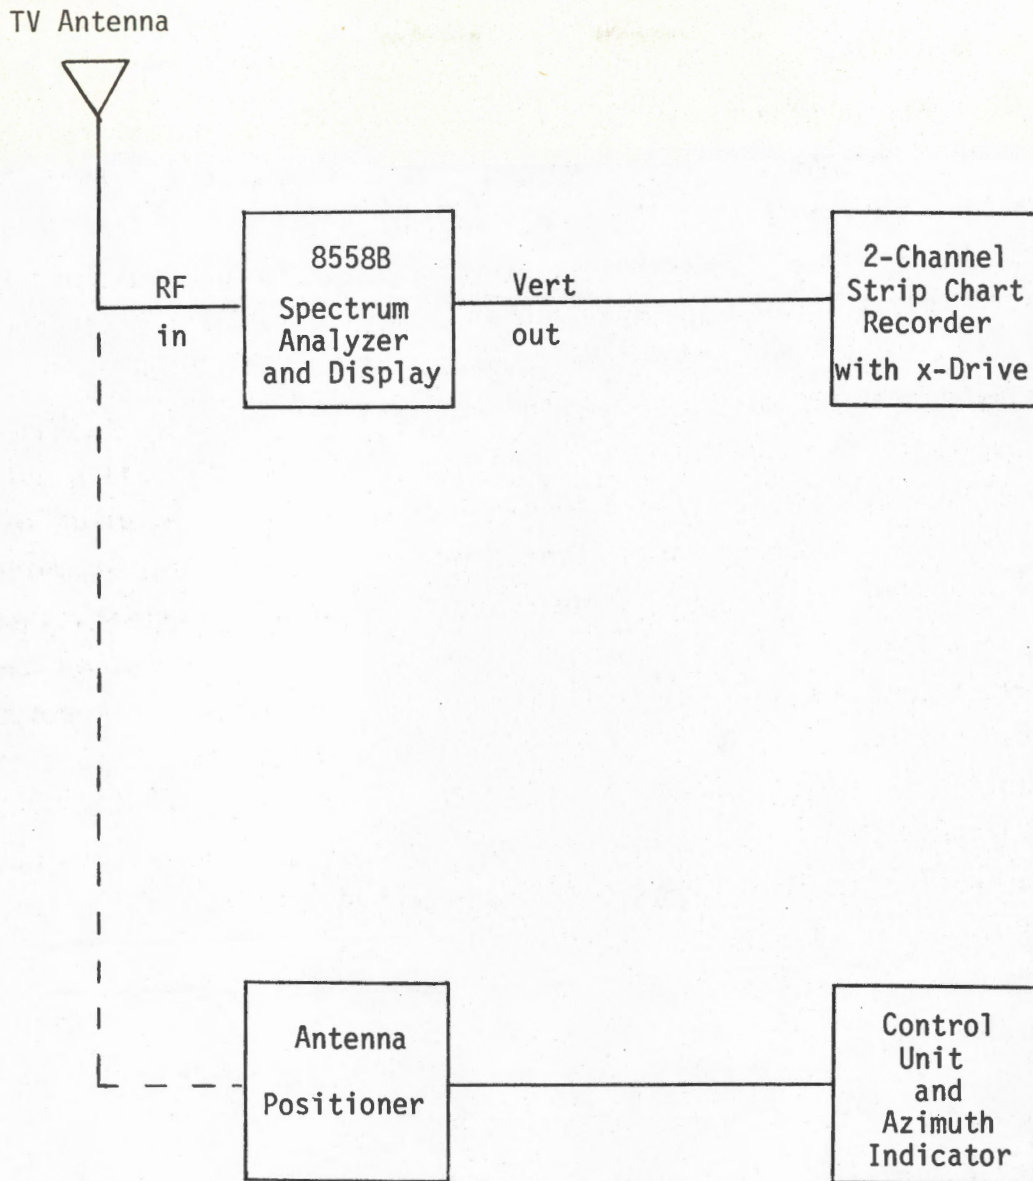 TV Antenna
RF
in
8558B
Spectrum
Analyzer
and Display
Vert
out
2-Channel
Strip Chart
Recorder
with x-Drive
Antenna
Positioner
Control
Unit
and
Azimuth
Indicator